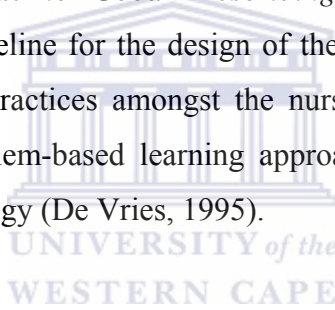 eline for the design of the
ractices amongst the nurs
em-based learning approa
gy (De Vries, 1995).
UNIVERSITY of the
WESTERN CAPE